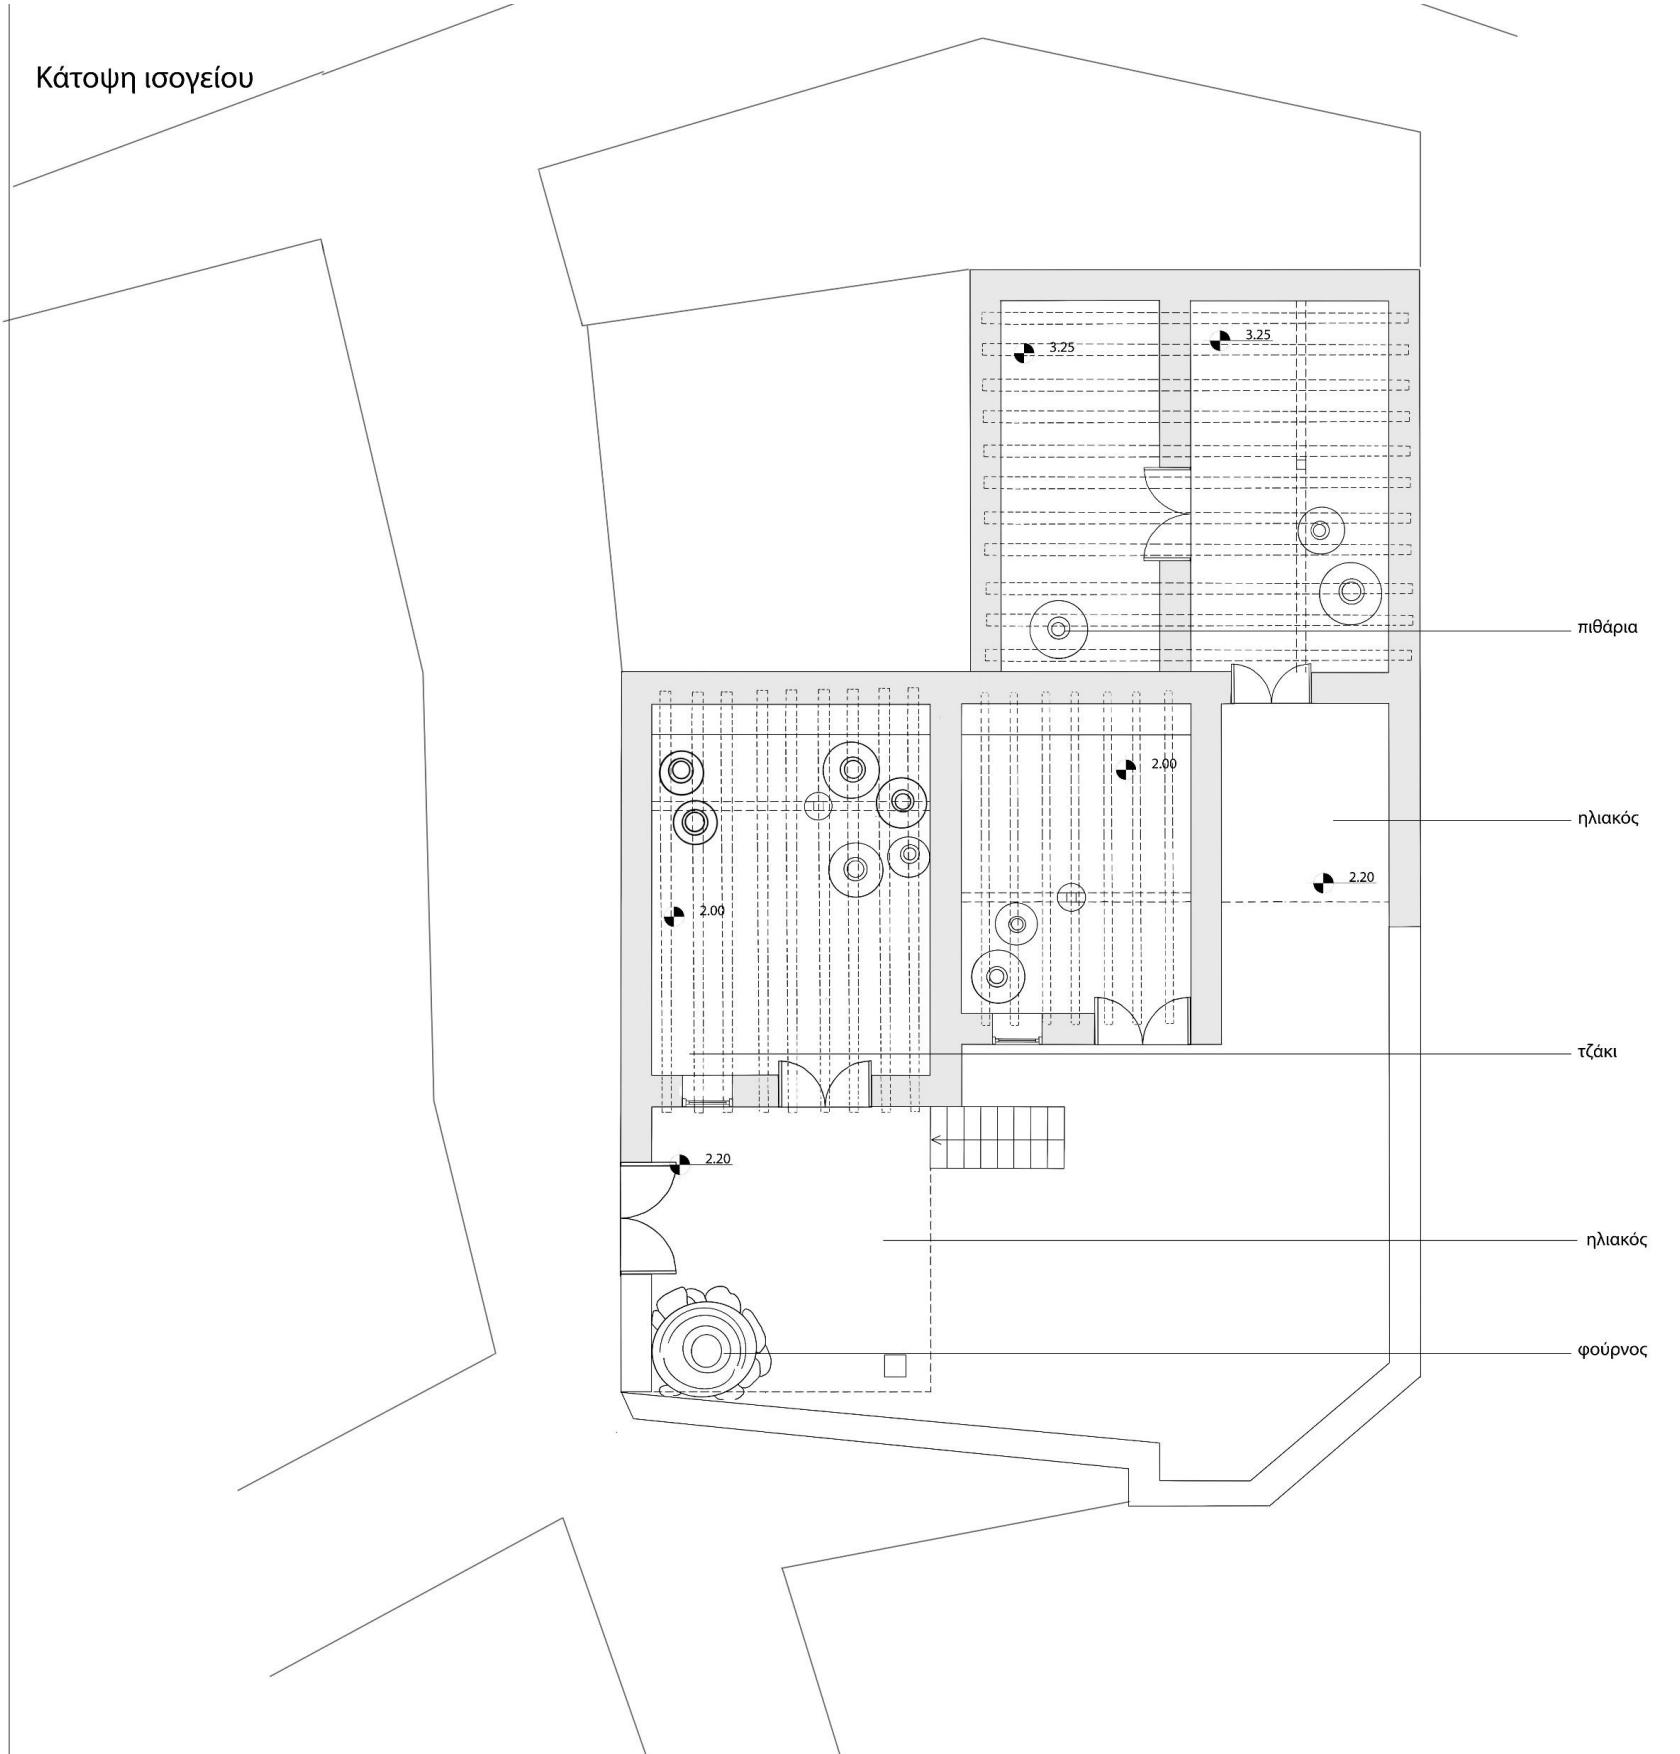 Κάτοψη ισογείου
3.25
3.25
πιθάρια
2.00
ηλιακός
2.20
2.00
τζάκι
2.20
ηλιακός
φούρνος